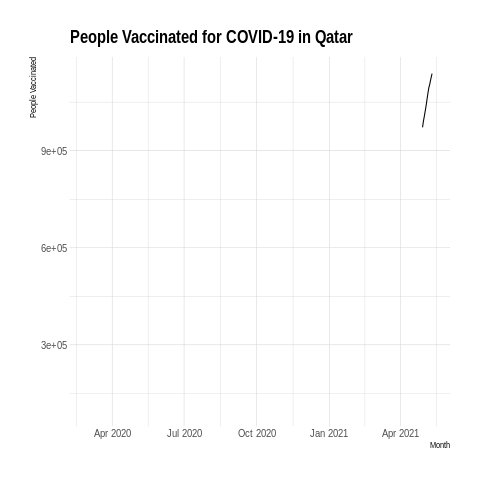 People Vaccinated for COVID-19 in Qatar
People Vaccinated
9e+05
6e+05
3e+05
Apr 2020 Jul 2020 Oct 2020 Jan 2021 Apr 2021
Month